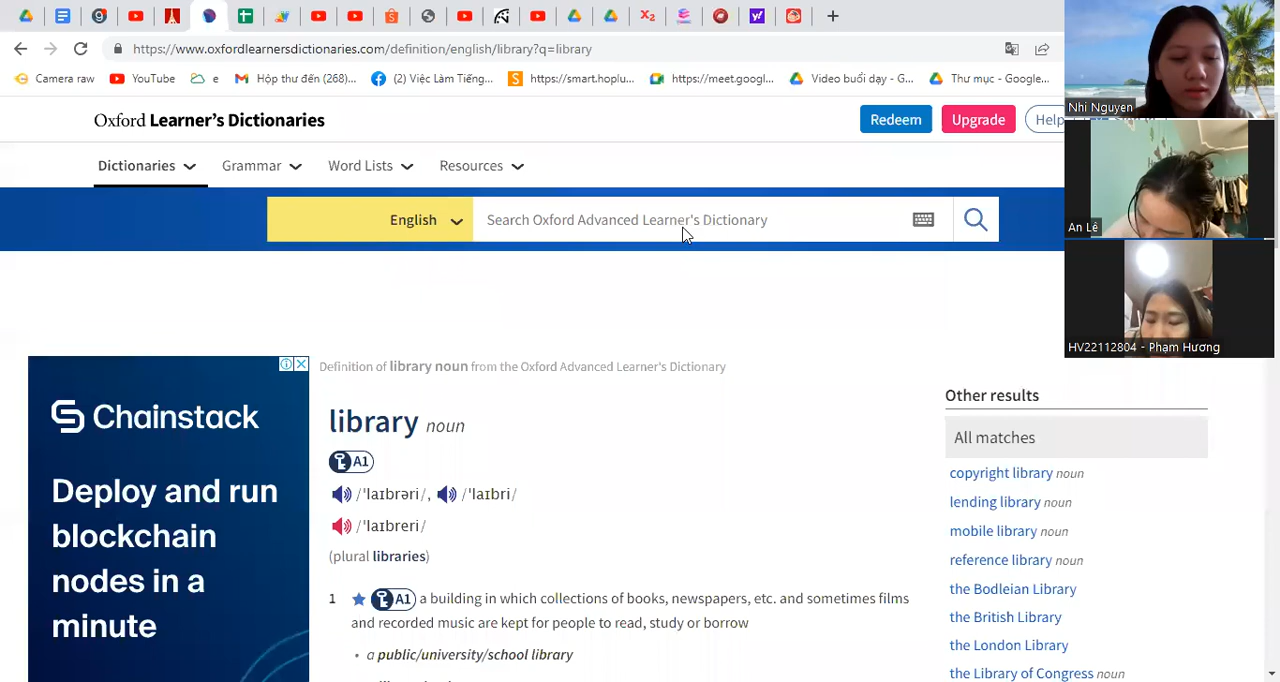 https://www.oxfordlearnersdictionaries.com/definition/english/library?q=library
Camera raw
YouTube
e
Hộp thư đến (268)...
(2) Việc Làm Tiếng...
https://smart.hoplu...
https://meet.googl...
Video buổi dạy - G...
Thư mục - Google...
Oxford Learner's Dictionaries
Redeem
Upgrade
Help
Dictionaries
Grammar
Word Lists
Resources
English
Search Oxford Advanced Learner's Dictionary
Nhi Nguyen
An Lê
HV22112804 - Phạm Hương
Chainstack
Deploy and run
blockchain
nodes in a
minute
Definition of library noun from the Oxford Advanced Learner's Dictionary
library noun
A1
/ˈlaɪbrəri/, /ˈlaɪbri/
/ˈlaɪbreri/
(plural libraries)
1 A1 a building in which collections of books, newspapers, etc. and sometimes films
and recorded music are kept for people to read, study or borrow
• a public/university/school library
Other results
All matches
copyright library noun
lending library noun
mobile library noun
reference library noun
the Bodleian Library
the British Library
the London Library
the Library of Congress noun